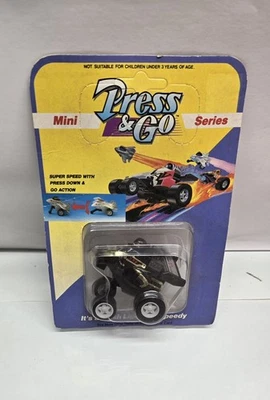 NOT SUITABLE FOR CHILDREN UNDER 3 YEARS OF AGE.
Press
& Go
Mini
Series
SUPER SPEED WITH
PRESS DOWN &
GO ACTION
It's